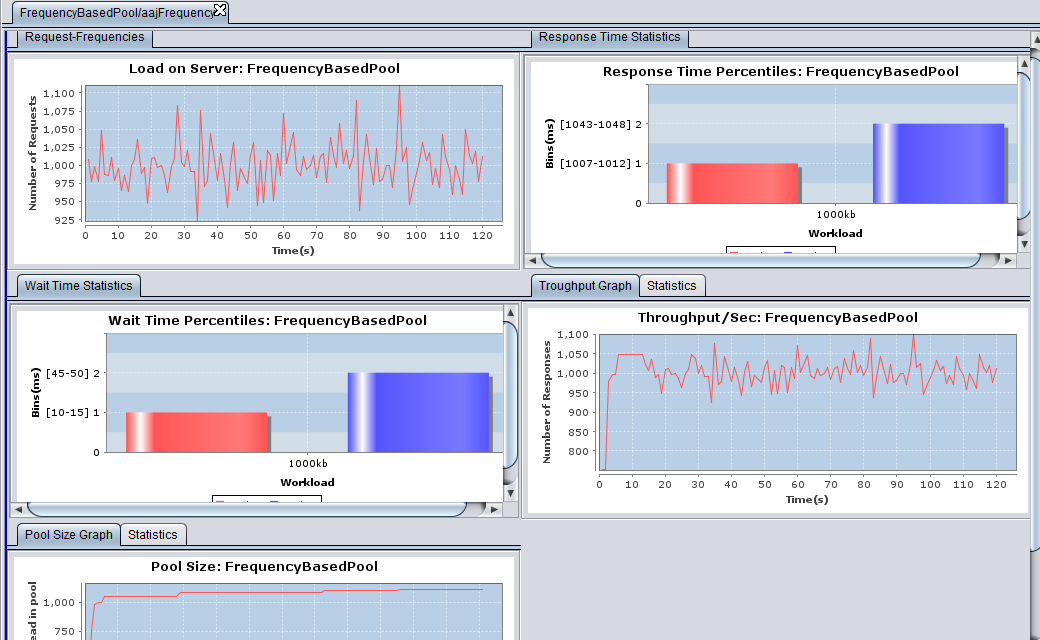 FrequencyBasedPool/aajFrequency
Request-Frequencies
Load on Server: FrequencyBasedPool
Number of Requests
1,100
1,075
1,050
1,025
1,000
975
950
925
0 10 20 30 40 50 60 70 80 90 100 110 120
Time(s)
Response Time Statistics
Response Time Percentiles: FrequencyBasedPool
Bins(ms)
[1043-1048] 2
[1007-1012] 1
0
1000kb
Workload
Wait Time Statistics
Wait Time Percentiles: FrequencyBasedPool
Bins(ms)
[45-50] 2
[10-15] 1
0
1000kb
Workload
Troughput Graph Statistics
Throughput/Sec: FrequencyBasedPool
Number of Responses
1,100
1,050
1,000
950
900
850
800
0 10 20 30 40 50 60 70 80 90 100 110 120
Time(s)
Pool Size Graph Statistics
Pool Size: FrequencyBasedPool
ead in pool
1,000
750